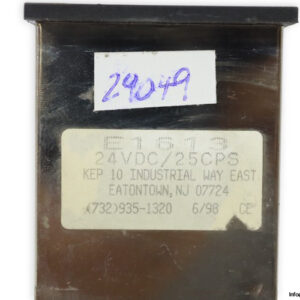 29049
E1613
24VDC/25CPS
KEP 10 INDUSTRIAL WAY EAST
EATONTOWN, NJ 07724
(732)935-1320 6/98 CE